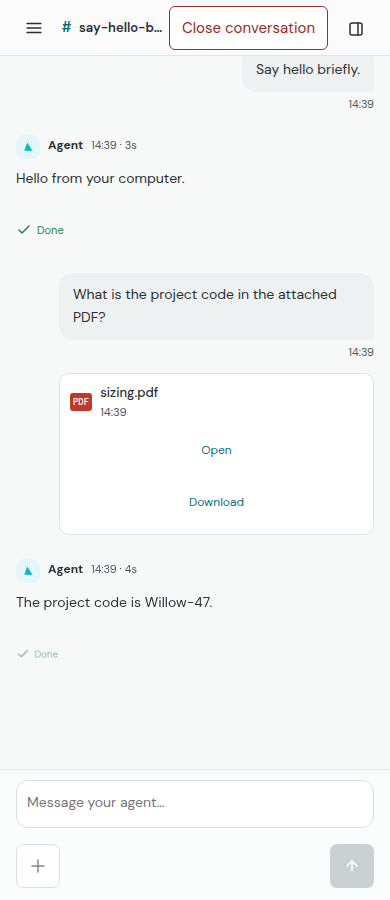 # say-hello-b...
Close conversation
Say hello briefly.
14:39
Agent 14:39 · 3s
Hello from your computer.
Done
What is the project code in the attached
PDF?
14:39
PDF
sizing.pdf
14:39
Open
Download
Agent 14:39 · 4s
The project code is Willow-47.
Done
Message your agent...